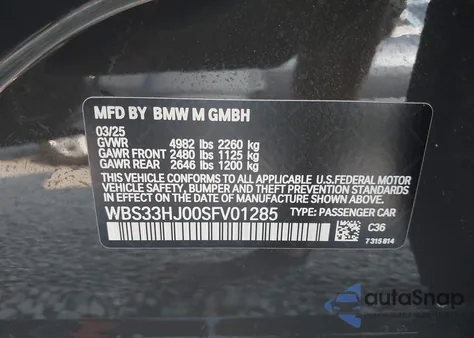 MFD BY BMW M GMBH
03/25
GVWR 4982 lbs 2260 kg
GAWR FRONT 2480 lbs 1125 kg
GAWR REAR 2646 lbs 1200 kg
THIS VEHICLE CONFORMS TO ALL APPLICABLE U.S.FEDERAL MOTOR
VEHICLE SAFETY, BUMPER AND THEFT PREVENTION STANDARDS IN
EFFECT ON THE DATE OF MANUFACTURE SHOWN ABOVE.
WBS33HJ00SFV01285 TYPE: PASSENGER CAR
C36
7315814
autoSnap